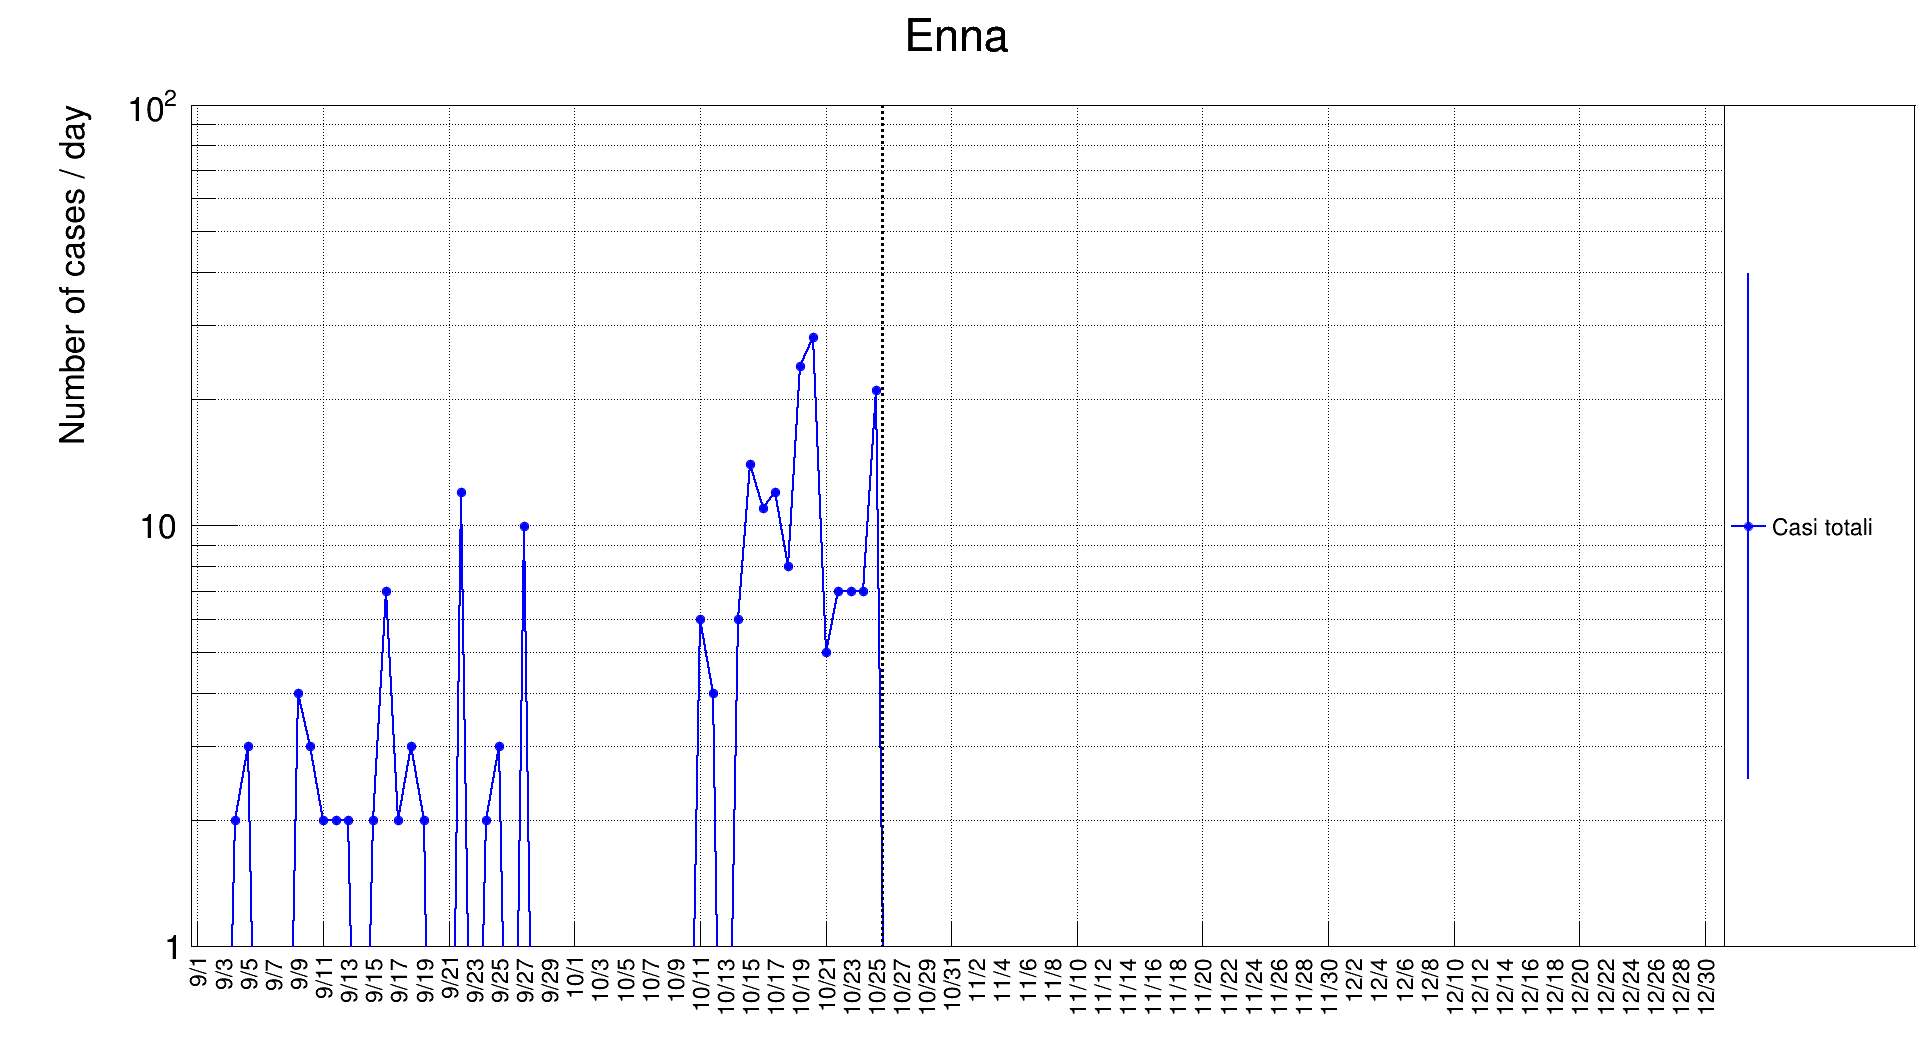 Enna
Number of cases / day
10²
10
1
9/1 9/3 9/5 9/7 9/9 9/11 9/13 9/15 9/17 9/19 9/21 9/23 9/25 9/27 9/29 10/1 10/3 10/5 10/7 10/9 10/11 10/13 10/15 10/17 10/19 10/21 10/23 10/25 10/27 10/29 10/31 11/2 11/4 11/6 11/8 11/10 11/12 11/14 11/16 11/18 11/20 11/22 11/24 11/26 11/28 11/30 12/2 12/4 12/6 12/8 12/10 12/12 12/14 12/16 12/18 12/20 12/22 12/24 12/26 12/28 12/30
Casi totali